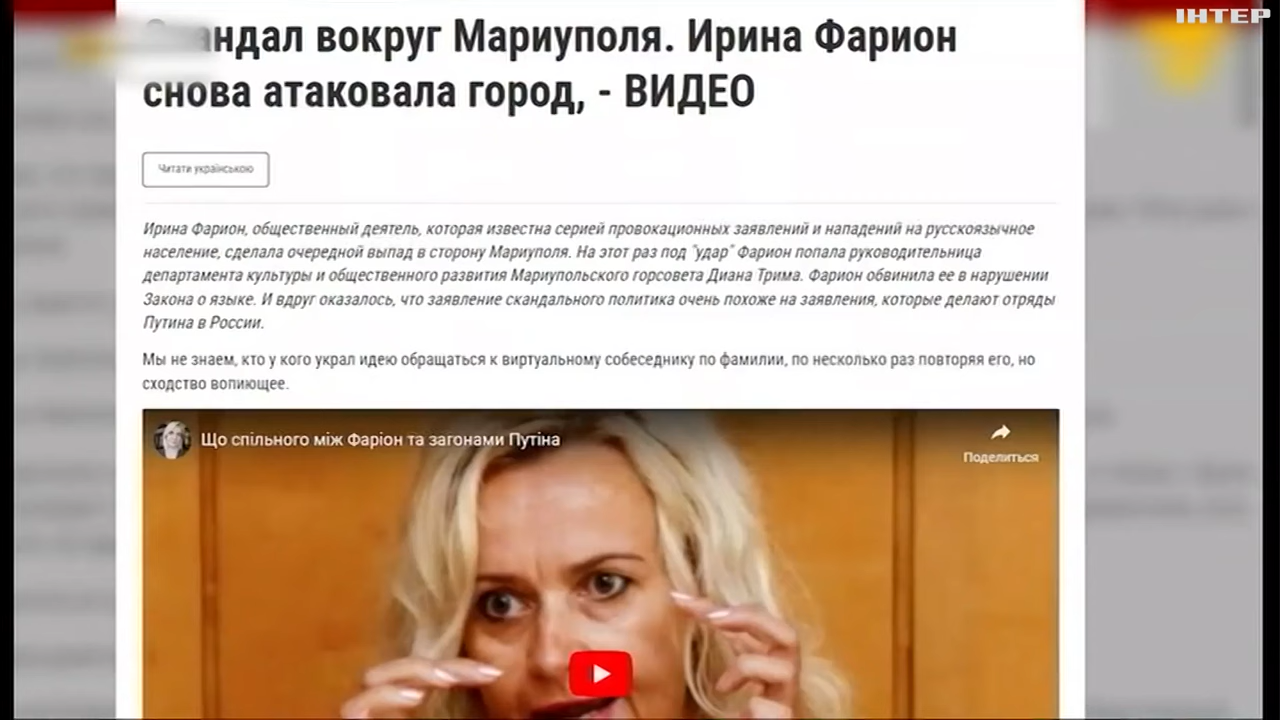 ІНТЕР
Скандал вокруг Мариуполя. Ирина Фарион
снова атаковала город, - ВИДЕО
Читати українською
Ирина Фарион, общественный деятель, которая известна серией провокационных заявлений и нападений на русскоязычное
население, сделала очередной выпад в сторону Мариуполя. На этот раз под "удар" Фарион попала руководительница
департамента культуры и общественного развития Мариупольского горсовета Диана Трима. Фарион обвинила ее в нарушении
Закона о языке. И вдруг оказалось, что заявление скандального политика очень похоже на заявления, которые делают отряды
Путина в России.
Мы не знаем, кто у кого украл идею обращаться к виртуальному собеседнику по фамилии, по несколько раз повторяя его, но
сходство вопиющее.
Що спільного між Фаріон та загонами Путіна
Поделиться